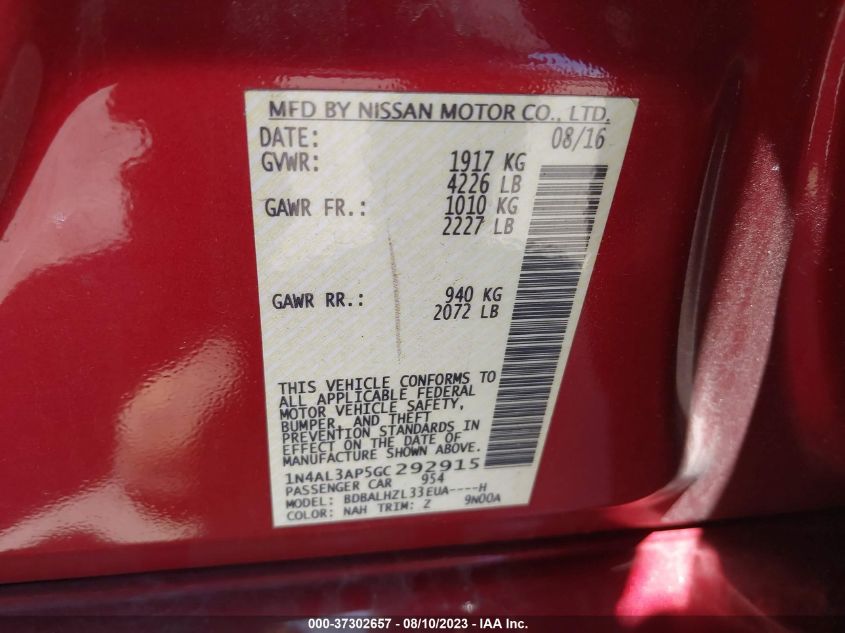 MFD BY NISSAN MOTOR CO., LTD.
DATE: 08/16
GVWR: 1917 KG
4226 LB
GAWR FR.: 1010 KG
2227 LB
GAWR RR.: 940 KG
2072 LB
THIS VEHICLE CONFORMS TO
ALL APPLICABLE FEDERAL
MOTOR VEHICLE SAFETY,
BUMPER, AND THEFT
PREVENTION STANDARDS IN
EFFECT ON THE DATE OF
MANUFACTURE SHOWN ABOVE.
1N4AL3AP5GC292915
PASSENGER CAR 954
MODEL: BDBALHZL33EUA----H
COLOR: NAH TRIM: Z 9N00A
000-37302657 - 08/10/2023 - IAA Inc.